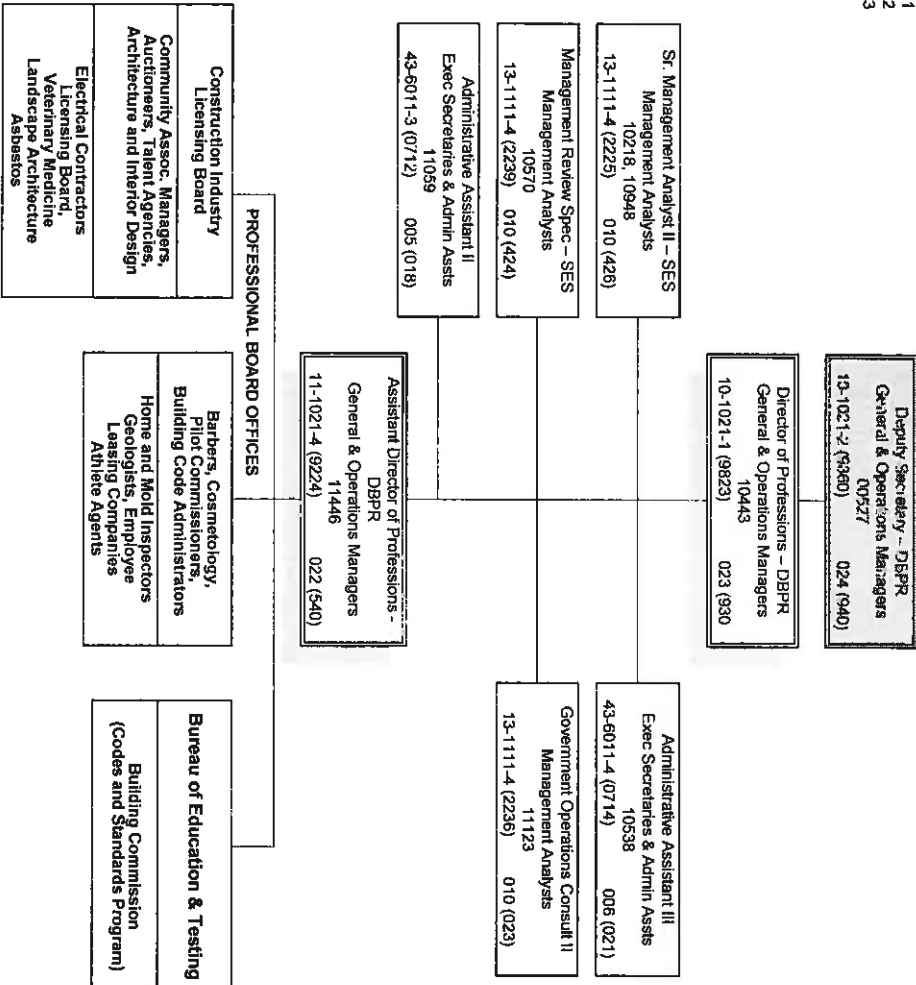 1
2
3
Deputy Secretary – DBPR
General & Operations Managers
00527
10-1021-2 (9360) 024 (940)
Director of Professions – DBPR
General & Operations Managers
10443
10-1021-1 (9823) 023 (930
Sr. Management Analyst II – SES
Management Analysts
10218, 10948
13-1111-4 (2225) 010 (426)
Administrative Assistant III
Exec Secretaries & Admin Assts
10538
43-6011-4 (0714) 006 (021)
Management Review Spec – SES
Management Analysts
10570
13-1111-4 (2239) 010 (424)
Government Operations Consult II
Management Analysts
11123
13-1111-4 (2236) 010 (023)
Administrative Assistant II
Exec Secretaries & Admin Assts
11059
43-6011-3 (0712) 005 (018)
Assistant Director of Professions -
DBPR
General & Operations Managers
11446
11-1021-4 (9224) 022 (540)
PROFESSIONAL BOARD OFFICES
Construction Industry
Licensing Board
Community Assoc. Managers,
Auctioneers, Talent Agencies,
Architecture and Interior Design
Electrical Contractors
Licensing Board,
Veterinary Medicine
Landscape Architecture
Asbestos
Barbers, Cosmetology,
Pilot Commissioners,
Building Code Administrators
Home and Mold Inspectors
Geologists, Employee
Leasing Companies
Athlete Agents
Bureau of Education & Testing
Building Commission
(Codes and Standards Program)